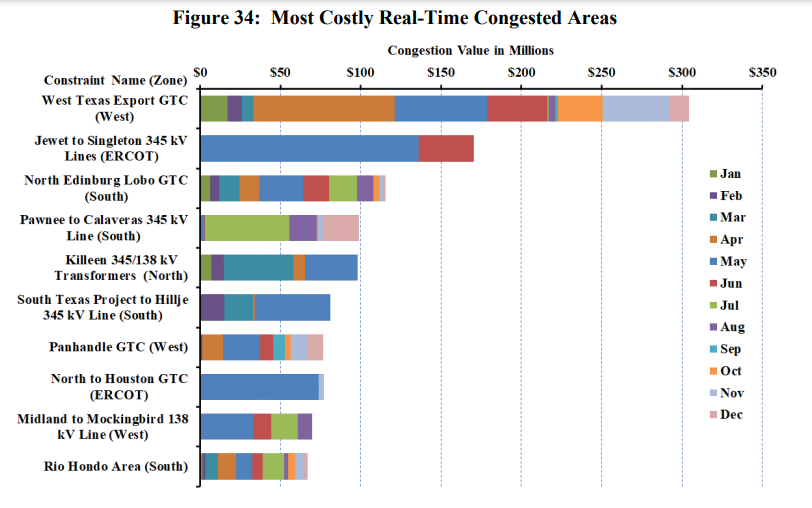 Figure 34:  Most Costly Real-Time Congested Areas
Congestion Value in Millions
Constraint Name (Zone)
$0
$50
$100
$150
$200
$250
$300
$350
West Texas Export GTC
(West)
Jewet to Singleton 345 kV
Lines (ERCOT)
North Edinburg Lobo GTC
(South)
Pawnee to Calaveras 345 kV
Line (South)
Killeen 345/138 kV
Transformers (North)
South Texas Project to Hillje
345 kV Line (South)
Panhandle GTC (West)
North to Houston GTC
(ERCOT)
Midland to Mockingbird 138
kV Line (West)
Rio Hondo Area (South)
Jan
Feb
Mar
Apr
May
Jun
Jul
Aug
Sep
Oct
Nov
Dec